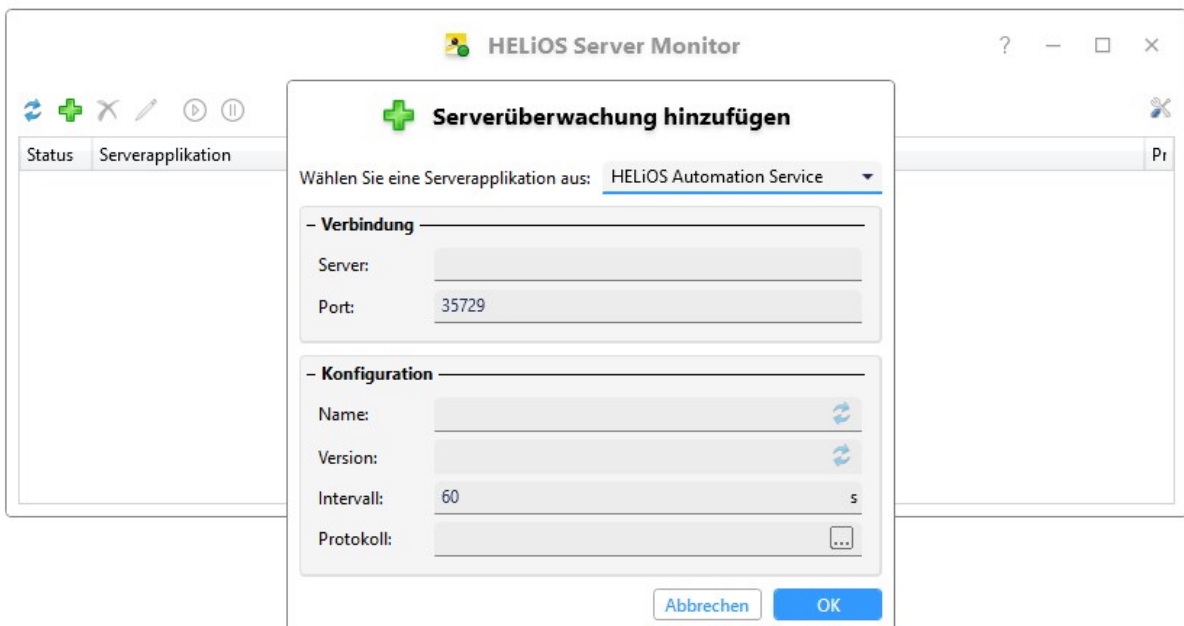 HELiOS Server Monitor
Serverüberwachung hinzufügen
Status Serverapplikation
Wählen Sie eine Serverapplikation aus: HELiOS Automation Service
Verbindung
Server:
Port: 35729
Konfiguration
Name:
Version:
Intervall: 60 s
Protokoll: ...
Abbrechen OK